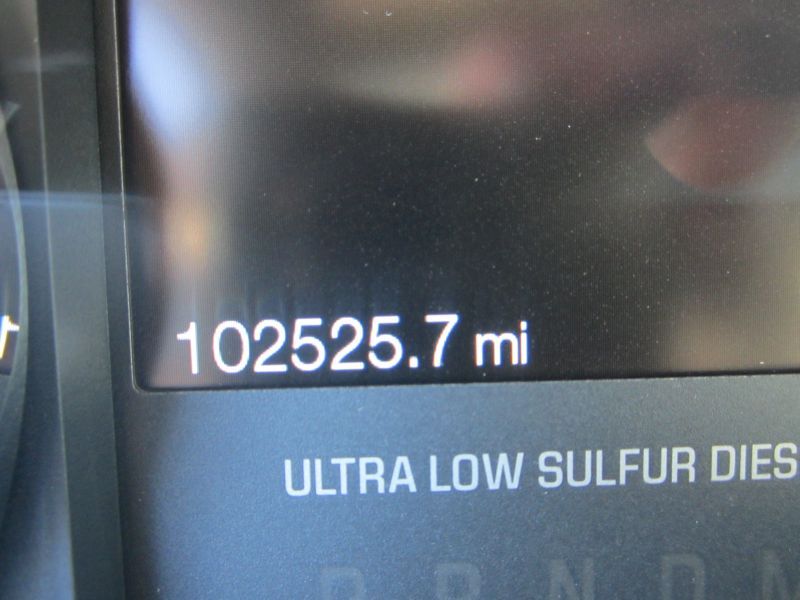 102525.7 mi
ULTRA LOW SULFUR DIES
P R N D M